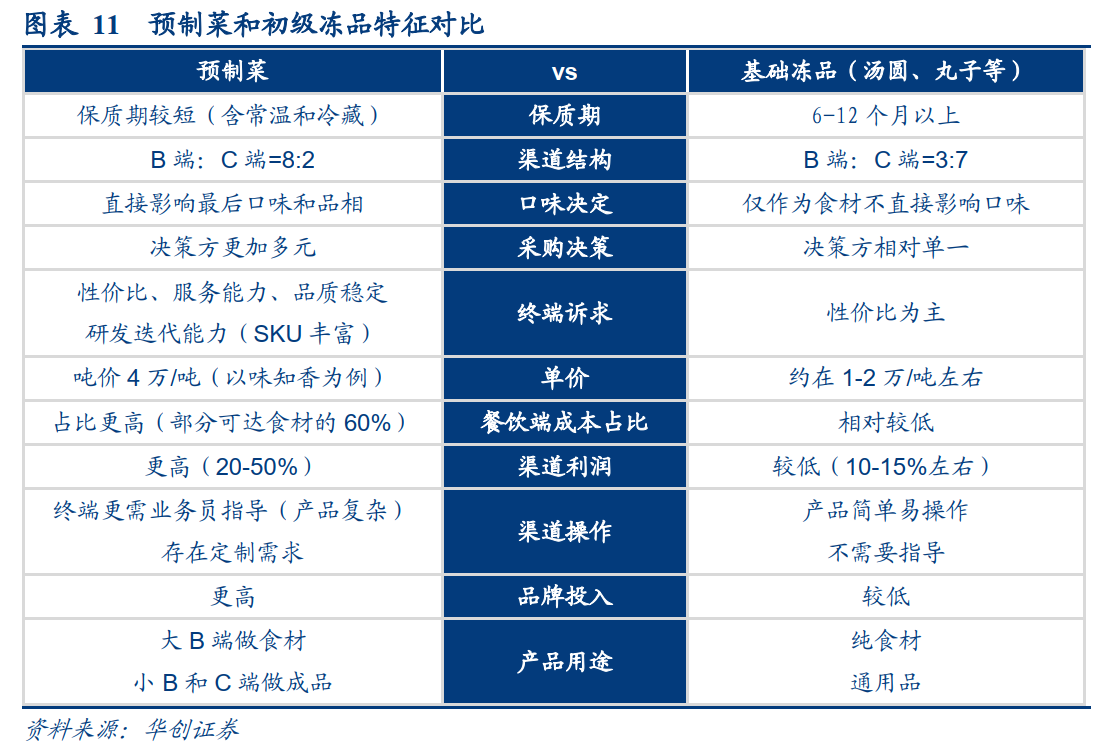 图表 11 预制菜和初级冻品特征对比
预制菜 vs 基础冻品（汤圆、丸子等）
保质期较短（含常温和冷藏） 保质期 6-12 个月以上
B 端：C 端=8:2 渠道结构 B 端：C 端=3:7
直接影响最后口味和品相 口味决定 仅作为食材不直接影响口味
决策方更加多元 采购决策 决策方相对单一
性价比、服务能力、品质稳定
研发迭代能力（SKU 丰富） 终端诉求 性价比为主
吨价 4 万/吨（以味知香为例） 单价 约在 1-2 万/吨左右
占比更高（部分可达食材的 60%） 餐饮端成本占比 相对较低
更高（20-50%） 渠道利润 较低（10-15%左右）
终端更需业务员指导（产品复杂）
存在定制需求 渠道操作 产品简单易操作
不需要指导
更高 品牌投入 较低
大 B 端做食材
小 B 和 C 端做成品 产品用途 纯食材
通用品
资料来源：华创证券